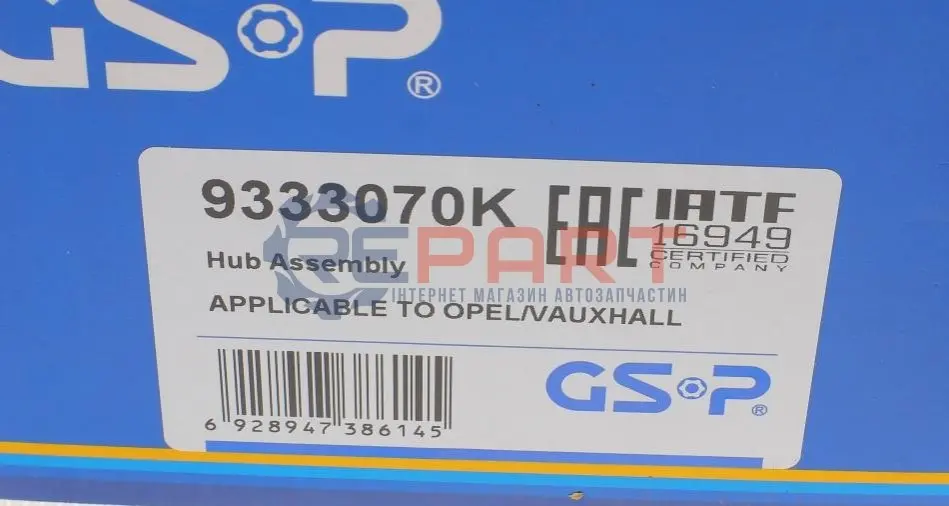 GSP®
9333070K
EAC
IATF
16949
CERTIFIED
COMPANY
Hub Assembly
REPART
ІНТЕРНЕТ МАГАЗИН АВТОЗАПЧАСТИН
APPLICABLE TO OPEL/VAUXHALL
GSP®
6 928947 386145